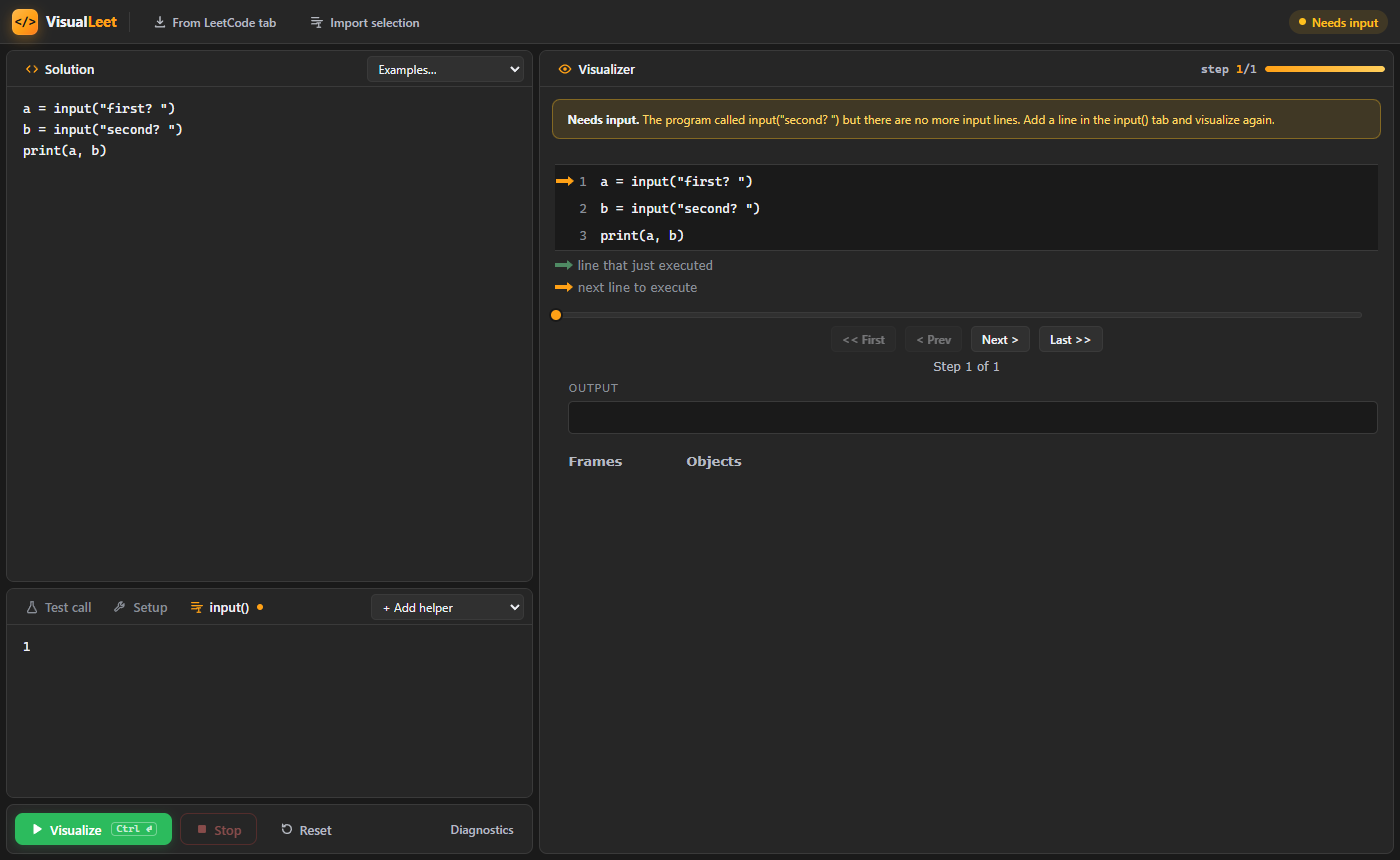 </> VisualLeet
From LeetCode tab
Import selection
Needs input
Solution
Examples...
a = input("first? ")
b = input("second? ")
print(a, b)
Test call
Setup
input()
+ Add helper
1
Visualize Ctrl ⏎
Stop
Reset
Diagnostics
Visualizer
step 1/1
Needs input. The program called input("second? ") but there are no more input lines. Add a line in the input() tab and visualize again.
1 a = input("first? ")
2 b = input("second? ")
3 print(a, b)
line that just executed
next line to execute
<< First
< Prev
Next >
Last >>
Step 1 of 1
OUTPUT
Frames
Objects